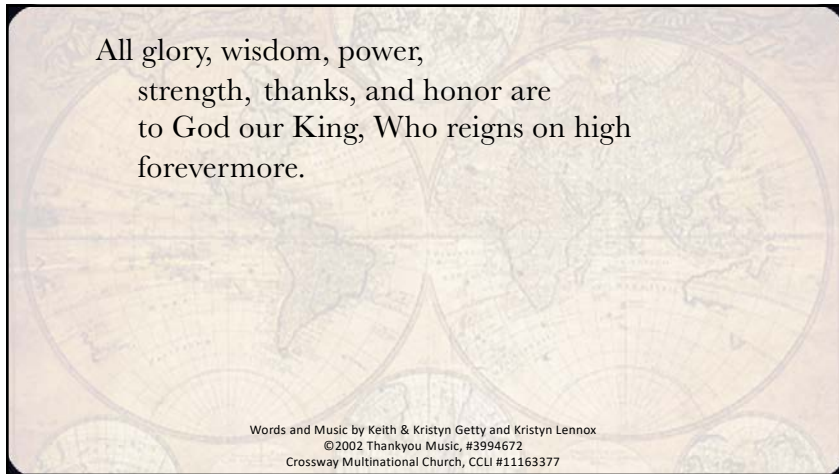 All glory, wisdom, power,
strength, thanks, and honor are
to God our King, Who reigns on high
forevermore.
Words and Music by Keith & Kristyn Getty and Kristyn Lennox
©2002 Thankyou Music, #3994672
Crossway Multinational Church, CCLI #11163377